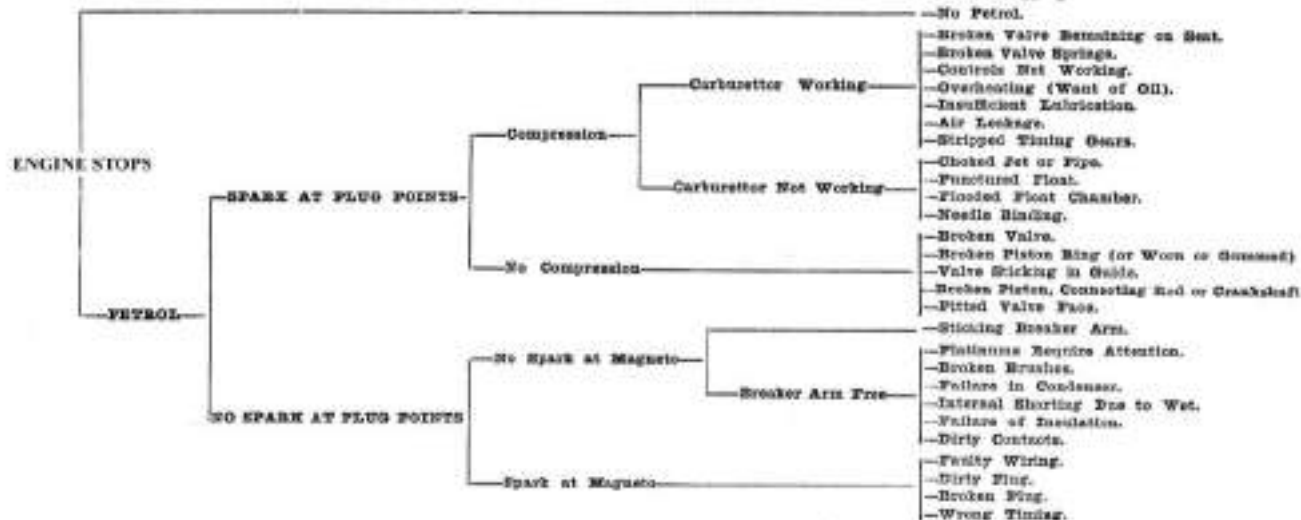 No Petrol.
Broken Valve Remaining on Seat.
Broken Valve Springs.
Controls Not Working.
Carburettor Working
Overheating (Want of Oil).
Insufficient Lubrication.
Air Leakage.
Compression
Stripped Timing Gears.
ENGINE STOPS
Choked Jet or Pipe.
Carburettor Not Working
Punctured Float.
SPARK AT PLUG POINTS
Flooded Float Chamber.
Needle Binding.
Broken Valve.
Broken Piston Ring (or Worn or Gummed)
No Compression
Valve Sticking in Guide.
Broken Piston, Connecting Rod or Crankshaft
PETROL
Pitted Valve Face.
Sticking Breaker Arm.
No Spark at Magneto
Platinums Require Attention.
Broken Brushes.
Breaker Arm Free
Failure in Condenser.
Internal Shorting Due to Wet.
NO SPARK AT PLUG POINTS
Failure of Insulation.
Dirty Contacts.
Faulty Wiring.
Spark at Magneto
Dirty Plug.
Broken Plug.
Wrong Timing.